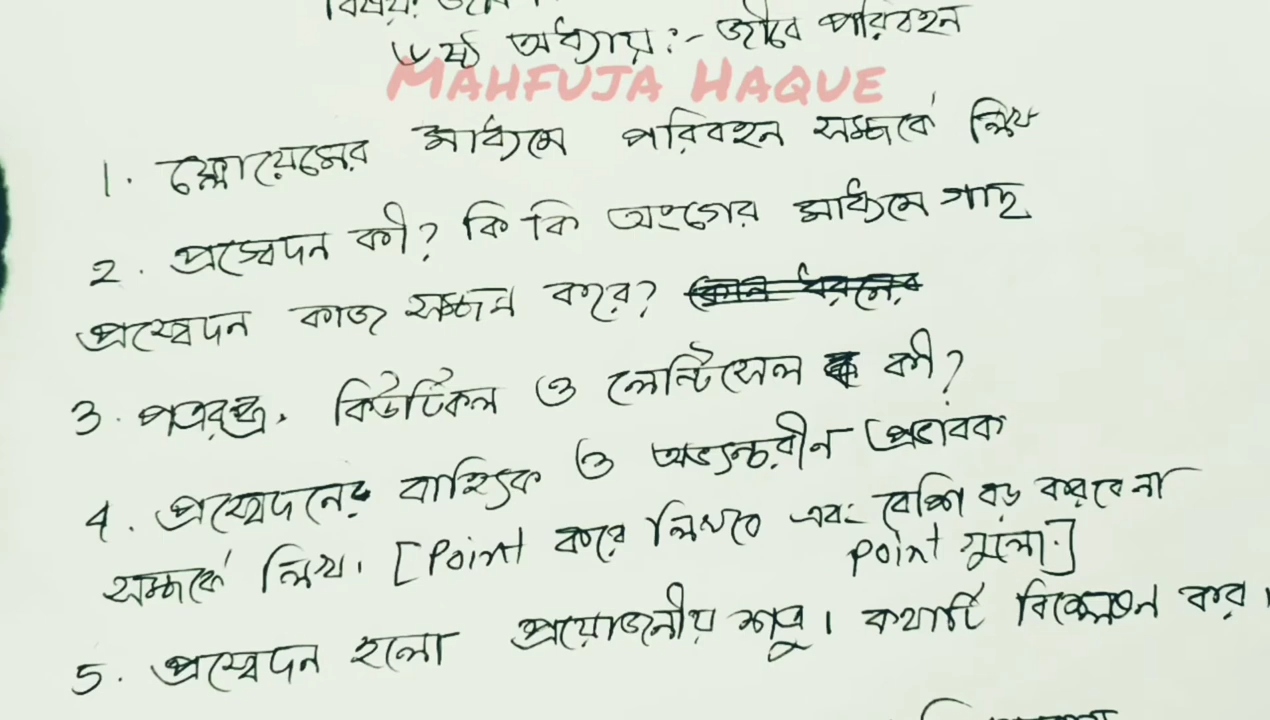 বিষয়:
৬ষ্ঠ অধ্যায় :- জীবে পরিবহন
MAHFUJA HAQUE
1. ফ্লোয়েমের মাধ্যমে পরিবহন সম্পর্কে লিখ
2. প্রস্বেদন কী? কি কি অংগের মাধ্যমে গাছ
প্রস্বেদন কাজ সম্পন্ন করে?
3. পত্ররন্ধ্র, কিউটিকল ও লেন্টিসেল কী?
4. প্রস্বেদনের বাহ্যিক ও অভ্যন্তরীন প্রভাবক
সম্পর্কে লিখ। [Point করে লিখবে এবং বেশি বড় করবে না
point গুলো।]
5. প্রস্বেদন হলো প্রয়োজনীয় শত্রু। কথাটি বিশ্লেষণ কর।